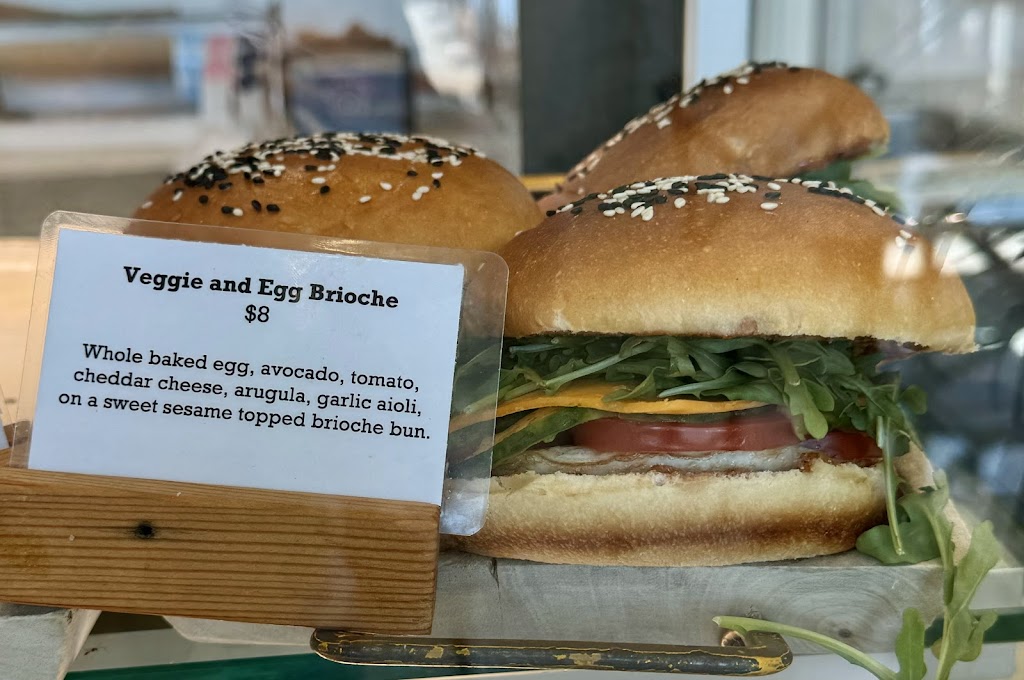 Veggie and Egg Brioche
$8
Whole baked egg, avocado, tomato,
cheddar cheese, arugula, garlic aioli,
on a sweet sesame topped brioche bun.